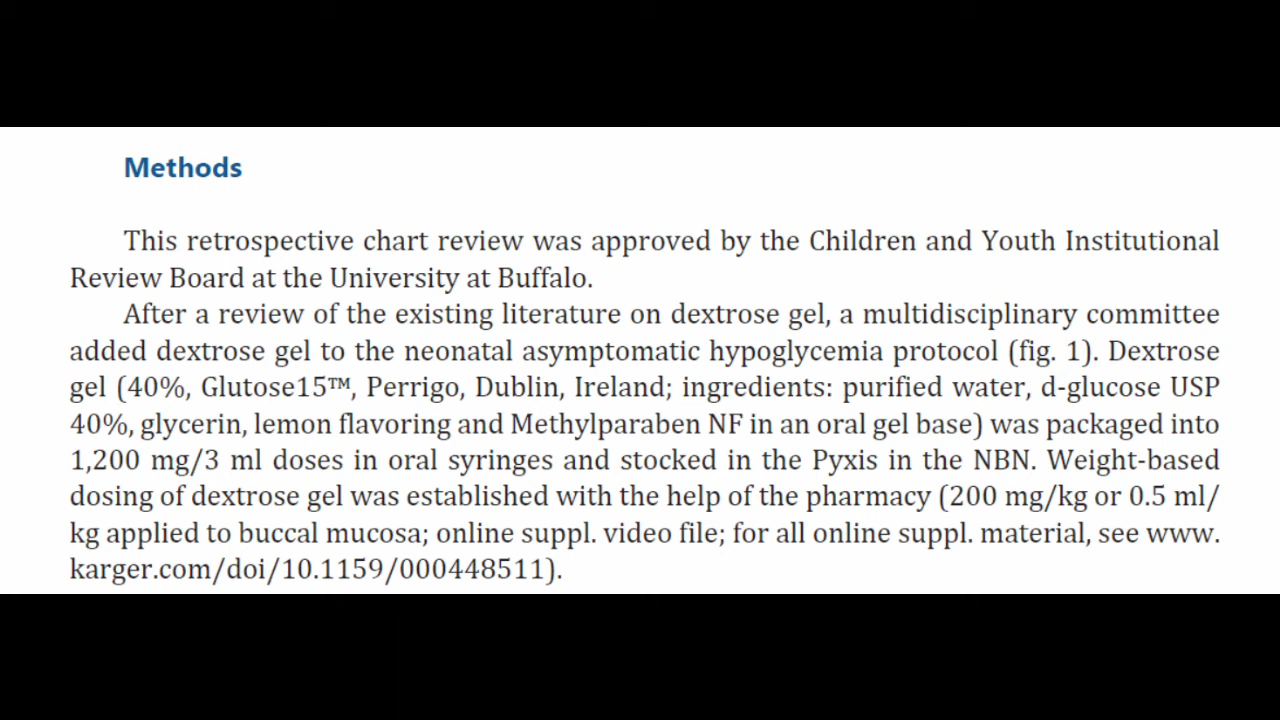 Methods
This retrospective chart review was approved by the Children and Youth Institutional
Review Board at the University at Buffalo.
After a review of the existing literature on dextrose gel, a multidisciplinary committee
added dextrose gel to the neonatal asymptomatic hypoglycemia protocol (fig. 1). Dextrose
gel (40%, Glutose15™, Perrigo, Dublin, Ireland; ingredients: purified water, d-glucose USP
40%, glycerin, lemon flavoring and Methylparaben NF in an oral gel base) was packaged into
1,200 mg/3 ml doses in oral syringes and stocked in the Pyxis in the NBN. Weight-based
dosing of dextrose gel was established with the help of the pharmacy (200 mg/kg or 0.5 ml/
kg applied to buccal mucosa; online suppl. video file; for all online suppl. material, see www.
karger.com/doi/10.1159/000448511).